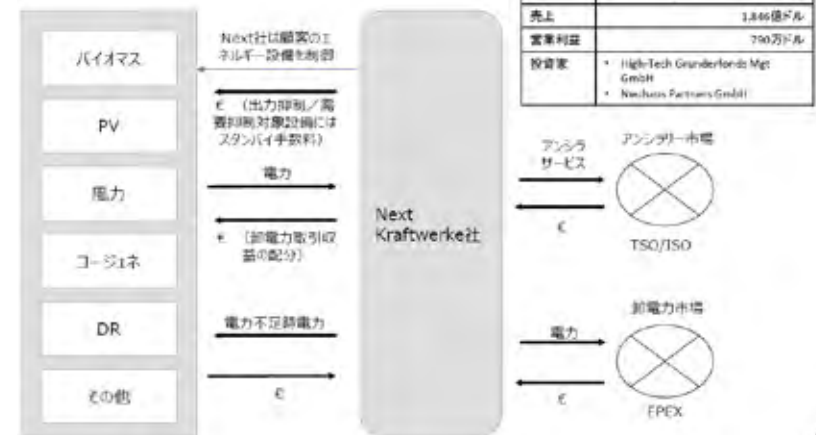 売上
1,846億ドル
営業利益
790万ドル
投資家
• High-Tech Grunderfonds Mgt
GmbH
• Neuhaus Partners GmbH
バイオマス
PV
風力
コージェネ
DR
その他
Next社は顧客のエ
ネルギー設備を制御
€ （出力抑制／需
要抑制対象設備には
スタンバイ手数料）
電力
€ （卸電力取引収
益の配分）
電力不足時電力
€
Next
Kraftwerke社
アンシラ
サービス
€
アンシラリー市場
TSO/ISO
電力
€
卸電力市場
EPEX